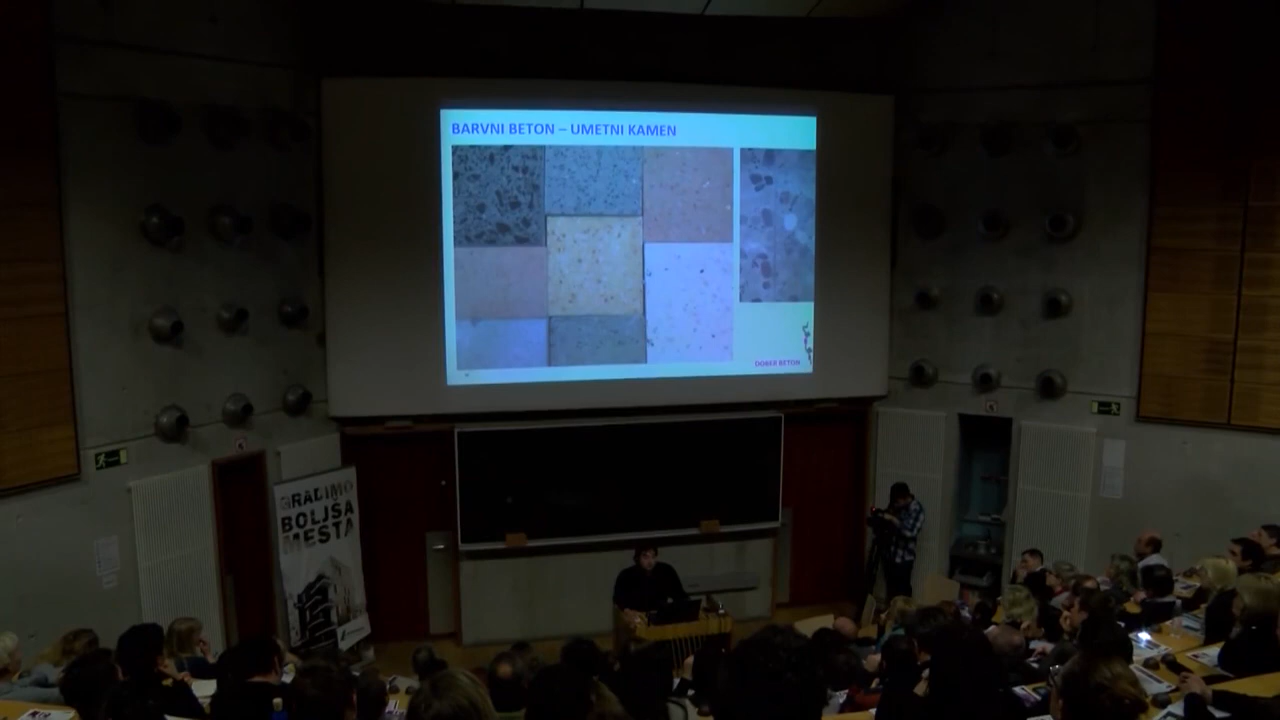 BARVNI BETON – UMETNI KAMEN
DOBER BETON
GRADIMO
BOLJŠA
MESTA